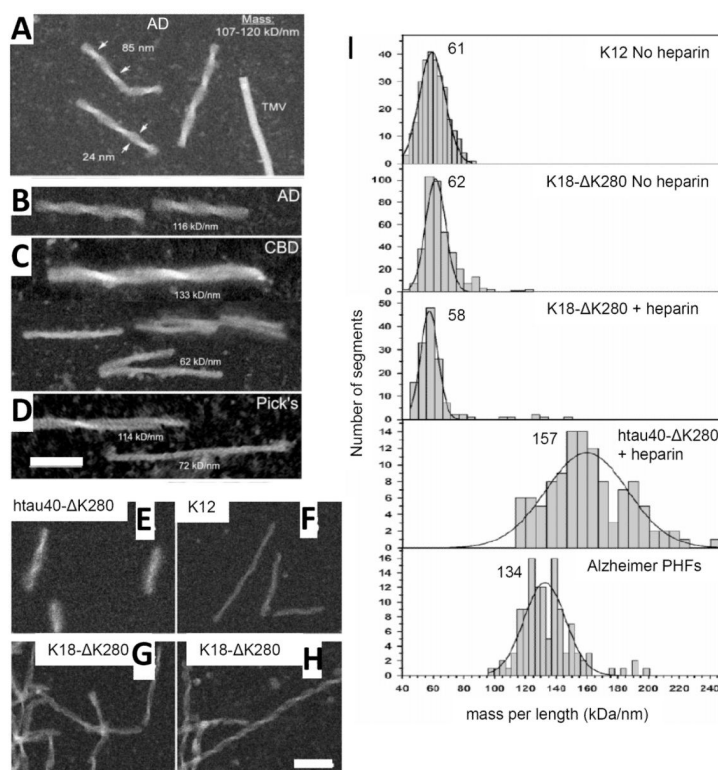 A
AD
85 nm
24 nm
Mass:
107-120 kD/nm
TMV
B
AD
116 kD/nm
C
CBD
133 kD/nm
62 kD/nm
D
Pick's
114 kD/nm
72 kD/nm
htau40-ΔK280
E
K12
F
K18-ΔK280
G
K18-ΔK280
H
I
Number of segments
61
K12 No heparin
40
30
20
10
0
62
K18-ΔK280 No heparin
100
80
60
40
20
0
58
K18-ΔK280 + heparin
50
40
30
20
10
0
157
htau40-ΔK280
+ heparin
14
12
10
8
6
4
2
0
134
Alzheimer PHFs
16
14
12
10
8
6
4
2
0
40 60 80 100 120 140 160 180 200 220 240
mass per length (kDa/nm)